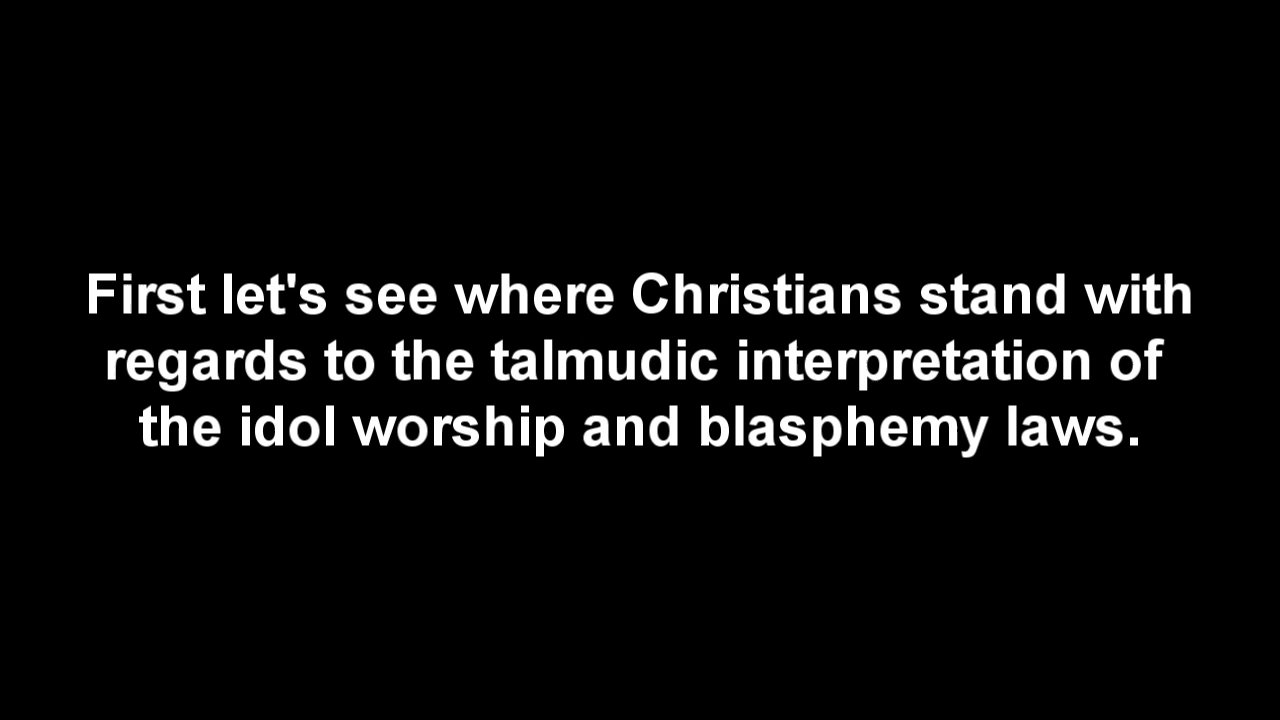 First let's see where Christians stand with
regards to the talmudic interpretation of
the idol worship and blasphemy laws.